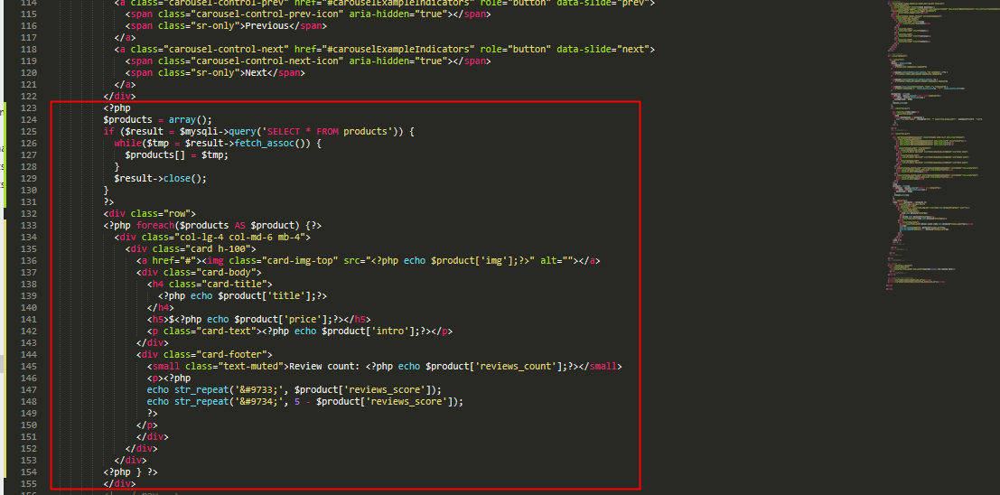 114 <a class="carousel-control-prev" href="#carouselExampleIndicators" role="button" data-slide="prev">
115 <span class="carousel-control-prev-icon" aria-hidden="true"></span>
116 <span class="sr-only">Previous</span>
117 </a>
118 <a class="carousel-control-next" href="#carouselExampleIndicators" role="button" data-slide="next">
119 <span class="carousel-control-next-icon" aria-hidden="true"></span>
120 <span class="sr-only">Next</span>
121 </a>
122 </div>
123 <?php
124 $products = array();
125 if ($result = $mysqli->query('SELECT * FROM products')) {
126 while($tmp = $result->fetch_assoc()) {
127 $products[] = $tmp;
128 }
129 $result->close();
130 }
131 ?>
132 <div class="row">
133 <?php foreach($products AS $product) {?>
134 <div class="col-lg-4 col-md-6 mb-4">
135 <div class="card h-100">
136 <a href="#"><img class="card-img-top" src="<?php echo $product['img'];?>" alt=""></a>
137 <div class="card-body">
138 <h4 class="card-title">
139 <?php echo $product['title'];?>
140 </h4>
141 <h5>$<?php echo $product['price'];?></h5>
142 <p class="card-text"><?php echo $product['intro'];?></p>
143 </div>
144 <div class="card-footer">
145 <small class="text-muted">Review count: <?php echo $product['reviews_count'];?></small>
146 <p><?php
147 echo str_repeat('&#9733;', $product['reviews_score']);
148 echo str_repeat('&#9734;', 5 - $product['reviews_score']);
149 ?>
150 </p>
151 </div>
152 </div>
153 </div>
154 <?php } ?>
155 </div>